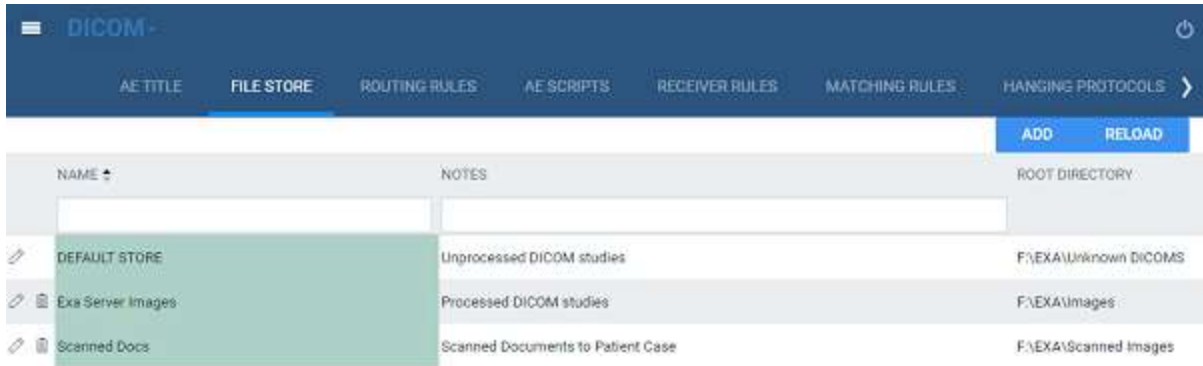 DICOM
AE TITLE FILE STORE ROUTING RULES AE SCRIPTS RECEIVER RULES MATCHING RULES HANGING PROTOCOLS
ADD RELOAD
NAME NOTES ROOT DIRECTORY
DEFAULT STORE Unprocessed DICOM studies F:\EXA\Unknown DICOMS
Exa Server Images Processed DICOM studies F:\EXA\Images
Scanned Docs Scanned Documents to Patient Case F:\EXA\Scanned Images